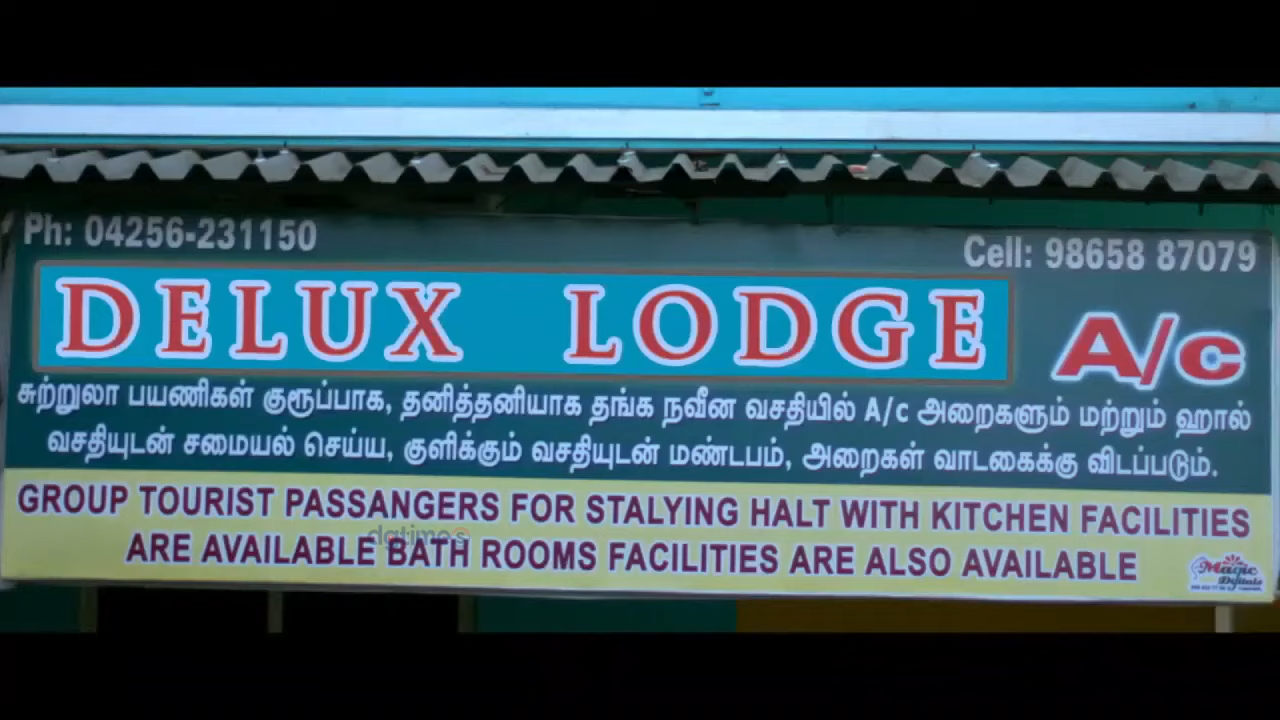 Ph: 04256-231150
Cell: 98658 87079
DELUX LODGE A/c
சுற்றுலா பயணிகள் குரூப்பாக, தனித்தனியாக தங்க நவீன வசதியில் A/c அறைகளும் மற்றும் ஹால்
வசதியுடன் சமையல் செய்ய, குளிக்கும் வசதியுடன் மண்டபம், அறைகள் வாடகைக்கு விடப்படும்.
GROUP TOURIST PASSANGERS FOR STALYING HALT WITH KITCHEN FACILITIES
dgtimes
ARE AVAILABLE BATH ROOMS FACILITIES ARE ALSO AVAILABLE
Magic
Digitals